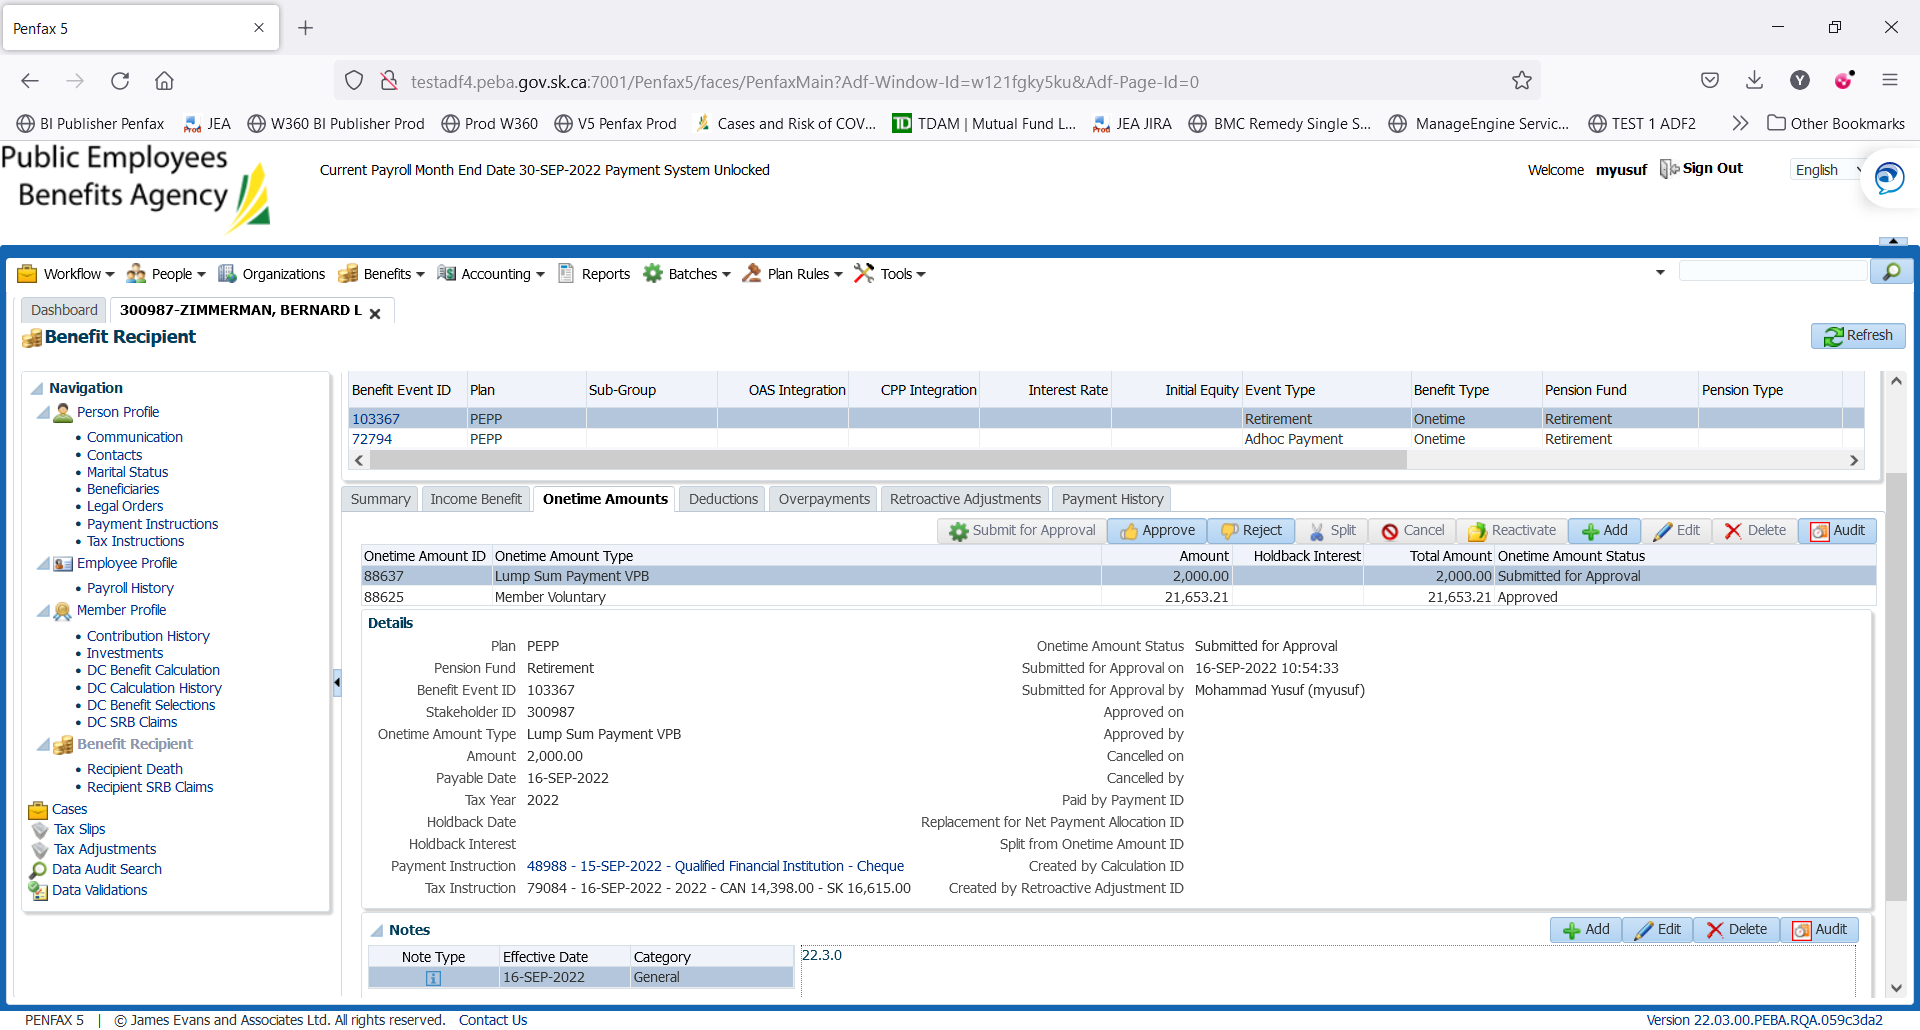 Penfax 5
testadf4.peba.gov.sk.ca:7001/Penfax5/faces/PenfaxMain?Adf-Window-Id=w121fgky5ku&Adf-Page-Id=0
Y
BI Publisher Penfax JEA W360 BI Publisher Prod Prod W360 V5 Penfax Prod Cases and Risk of COV... TDAM | Mutual Fund L... JEA JIRA BMC Remedy Single S... ManageEngine Servic... TEST 1 ADF2 Other Bookmarks
Public Employees
Benefits Agency
Current Payroll Month End Date 30-SEP-2022 Payment System Unlocked
Welcome myusuf Sign Out English
Workflow People Organizations Benefits Accounting Reports Batches Plan Rules Tools
Dashboard 300987-ZIMMERMAN, BERNARD L
Benefit Recipient
Refresh
Navigation
Person Profile
Communication
Contacts
Marital Status
Beneficiaries
Legal Orders
Payment Instructions
Tax Instructions
Employee Profile
Payroll History
Member Profile
Contribution History
Investments
DC Benefit Calculation
DC Calculation History
DC Benefit Selections
DC SRB Claims
Benefit Recipient
Recipient Death
Recipient SRB Claims
Cases
Tax Slips
Tax Adjustments
Data Audit Search
Data Validations
Benefit Event ID Plan Sub-Group OAS Integration CPP Integration Interest Rate Initial Equity Event Type Benefit Type Pension Fund Pension Type
103367 PEPP Retirement Onetime Retirement
72794 PEPP Adhoc Payment Onetime Retirement
Summary Income Benefit Onetime Amounts Deductions Overpayments Retroactive Adjustments Payment History
Submit for Approval Approve Reject Split Cancel Reactivate Add Edit Delete Audit
Onetime Amount ID Onetime Amount Type Amount Holdback Interest Total Amount Onetime Amount Status
88637 Lump Sum Payment VPB 2,000.00 2,000.00 Submitted for Approval
88625 Member Voluntary 21,653.21 21,653.21 Approved
Details
Plan PEPP
Pension Fund Retirement
Benefit Event ID 103367
Stakeholder ID 300987
Onetime Amount Type Lump Sum Payment VPB
Amount 2,000.00
Payable Date 16-SEP-2022
Tax Year 2022
Holdback Date
Holdback Interest
Payment Instruction 48988 - 15-SEP-2022 - Qualified Financial Institution - Cheque
Tax Instruction 79084 - 16-SEP-2022 - 2022 - CAN 14,398.00 - SK 16,615.00
Onetime Amount Status Submitted for Approval
Submitted for Approval on 16-SEP-2022 10:54:33
Submitted for Approval by Mohammad Yusuf (myusuf)
Approved on
Approved by
Cancelled on
Cancelled by
Paid by Payment ID
Replacement for Net Payment Allocation ID
Split from Onetime Amount ID
Created by Calculation ID
Created by Retroactive Adjustment ID
Notes
Add Edit Delete Audit
Note Type Effective Date Category
16-SEP-2022 General
22.3.0
PENFAX 5 | © James Evans and Associates Ltd. All rights reserved. Contact Us
Version 22.03.00.PEBA.RQA.059c3da2